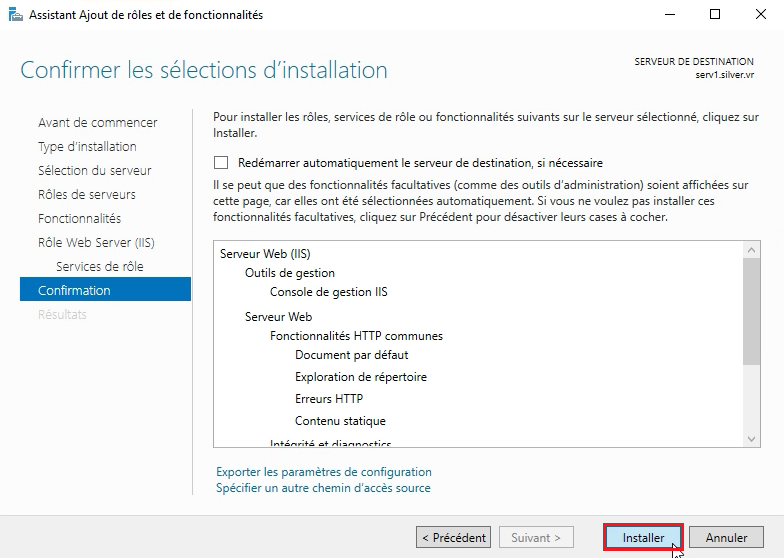 Assistant Ajout de rôles et de fonctionnalités
Confirmer les sélections d'installation
SERVEUR DE DESTINATION
serv1.silver.vr
Avant de commencer
Type d'installation
Sélection du serveur
Rôles de serveurs
Fonctionnalités
Rôle Web Server (IIS)
Services de rôle
Confirmation
Résultats
Pour installer les rôles, services de rôle ou fonctionnalités suivants sur le serveur sélectionné, cliquez sur
Installer.
Redémarrer automatiquement le serveur de destination, si nécessaire
Il se peut que des fonctionnalités facultatives (comme des outils d'administration) soient affichées sur
cette page, car elles ont été sélectionnées automatiquement. Si vous ne voulez pas installer ces
fonctionnalités facultatives, cliquez sur Précédent pour désactiver leurs cases à cocher.
Serveur Web (IIS)
Outils de gestion
Console de gestion IIS
Serveur Web
Fonctionnalités HTTP communes
Document par défaut
Exploration de répertoire
Erreurs HTTP
Contenu statique
Intégrité et diagnostics
Exporter les paramètres de configuration
Spécifier un autre chemin d'accès source
< Précédent
Suivant >
Installer
Annuler